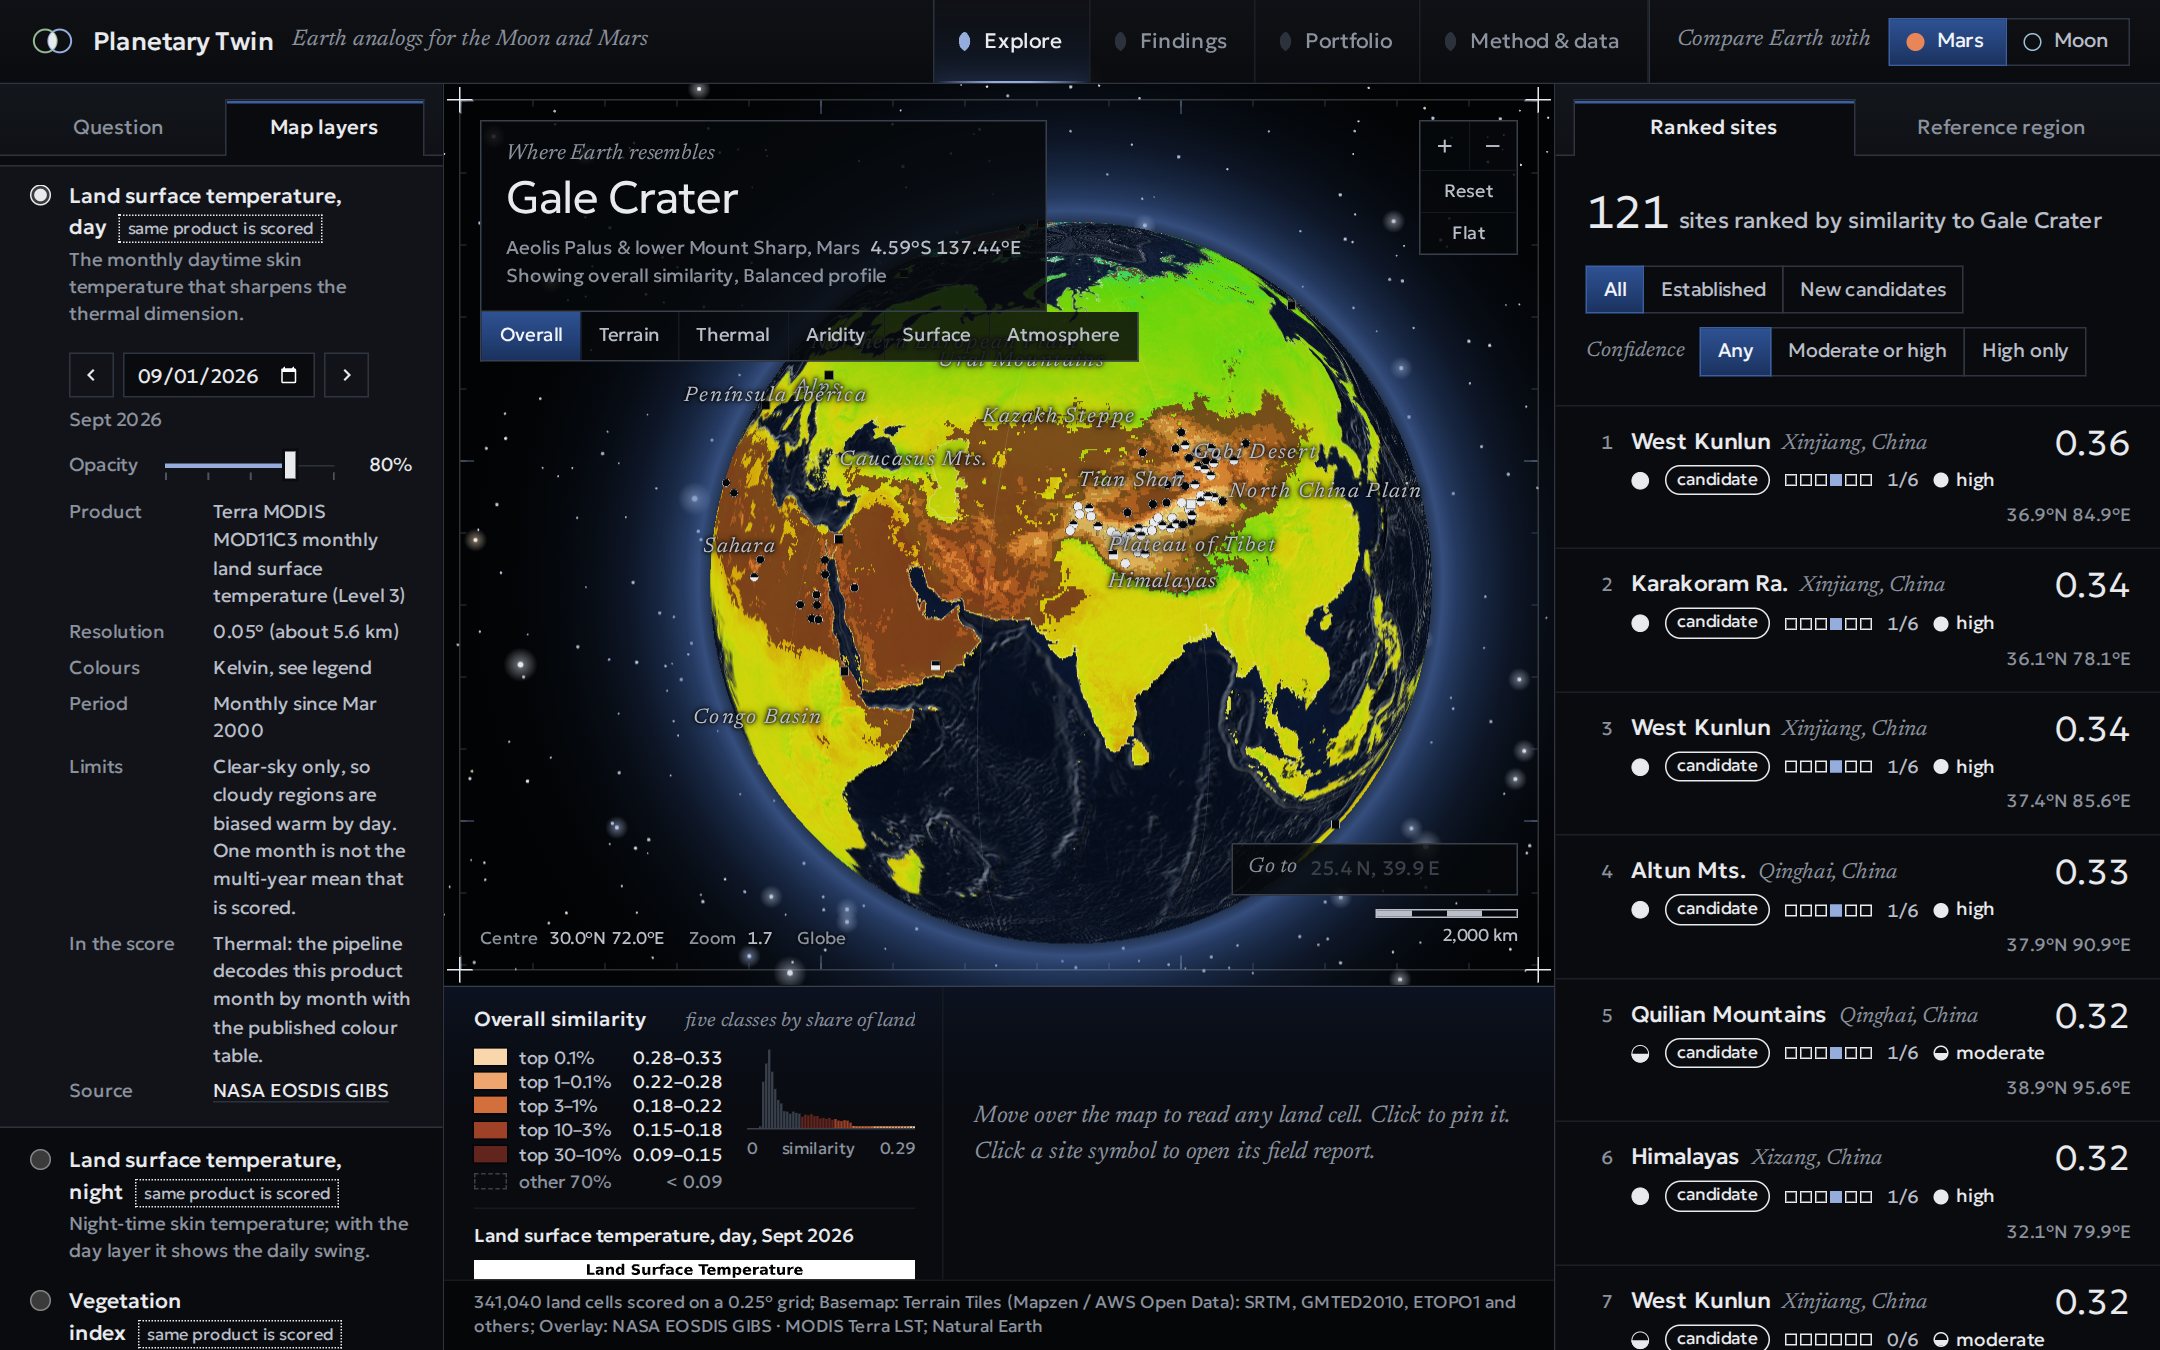 Planetary Twin Earth analogs for the Moon and Mars
Explore Findings Portfolio Method & data
Compare Earth with Mars Moon
Question Map layers
Land surface temperature,
day same product is scored
The monthly daytime skin
temperature that sharpens the
thermal dimension.
09/01/2026
Sept 2026
Opacity 80%
Product Terra MODIS
MOD11C3 monthly
land surface
temperature (Level 3)
Resolution 0.05° (about 5.6 km)
Colours Kelvin, see legend
Period Monthly since Mar
2000
Limits Clear-sky only, so
cloudy regions are
biased warm by day.
One month is not the
multi-year mean that
is scored.
In the score Thermal: the pipeline
decodes this product
month by month with
the published colour
table.
Source NASA EOSDIS GIBS
Land surface temperature,
night same product is scored
Night-time skin temperature; with the
day layer it shows the daily swing.
Vegetation
index same product is scored
Where Earth resembles
Gale Crater
Aeolis Palus & lower Mount Sharp, Mars 4.59°S 137.44°E
Showing overall similarity, Balanced profile
Overall Terrain Thermal Aridity Surface Atmosphere
+ −
Reset
Flat
Ural Mountains
Alps
Península Ibérica
Kazakh Steppe
Caucasus Mts.
Gobi Desert
Tian Shan
North China Plain
Sahara
Plateau of Tibet
Himalayas
Congo Basin
Go to 25.4 N, 39.9 E
Centre 30.0°N 72.0°E Zoom 1.7 Globe
2,000 km
Overall similarity five classes by share of land
top 0.1% 0.28–0.33
top 1–0.1% 0.22–0.28
top 3–1% 0.18–0.22
top 10–3% 0.15–0.18
top 30–10% 0.09–0.15
other 70% < 0.09
0 similarity 0.29
Land surface temperature, day, Sept 2026
Land Surface Temperature
Move over the map to read any land cell. Click to pin it.
Click a site symbol to open its field report.
341,040 land cells scored on a 0.25° grid; Basemap: Terrain Tiles (Mapzen / AWS Open Data): SRTM, GMTED2010, ETOPO1 and
others; Overlay: NASA EOSDIS GIBS · MODIS Terra LST; Natural Earth
Ranked sites Reference region
121 sites ranked by similarity to Gale Crater
All Established New candidates
Confidence Any Moderate or high High only
1 West Kunlun Xinjiang, China 0.36
candidate 1/6 high
36.9°N 84.9°E
2 Karakoram Ra. Xinjiang, China 0.34
candidate 1/6 high
36.1°N 78.1°E
3 West Kunlun Xinjiang, China 0.34
candidate 1/6 high
37.4°N 85.6°E
4 Altun Mts. Qinghai, China 0.33
candidate 1/6 high
37.9°N 90.9°E
5 Quilian Mountains Qinghai, China 0.32
candidate 1/6 moderate
38.9°N 95.6°E
6 Himalayas Xizang, China 0.32
candidate 1/6 high
32.1°N 79.9°E
7 West Kunlun Xinjiang, China 0.32
candidate 0/6 moderate